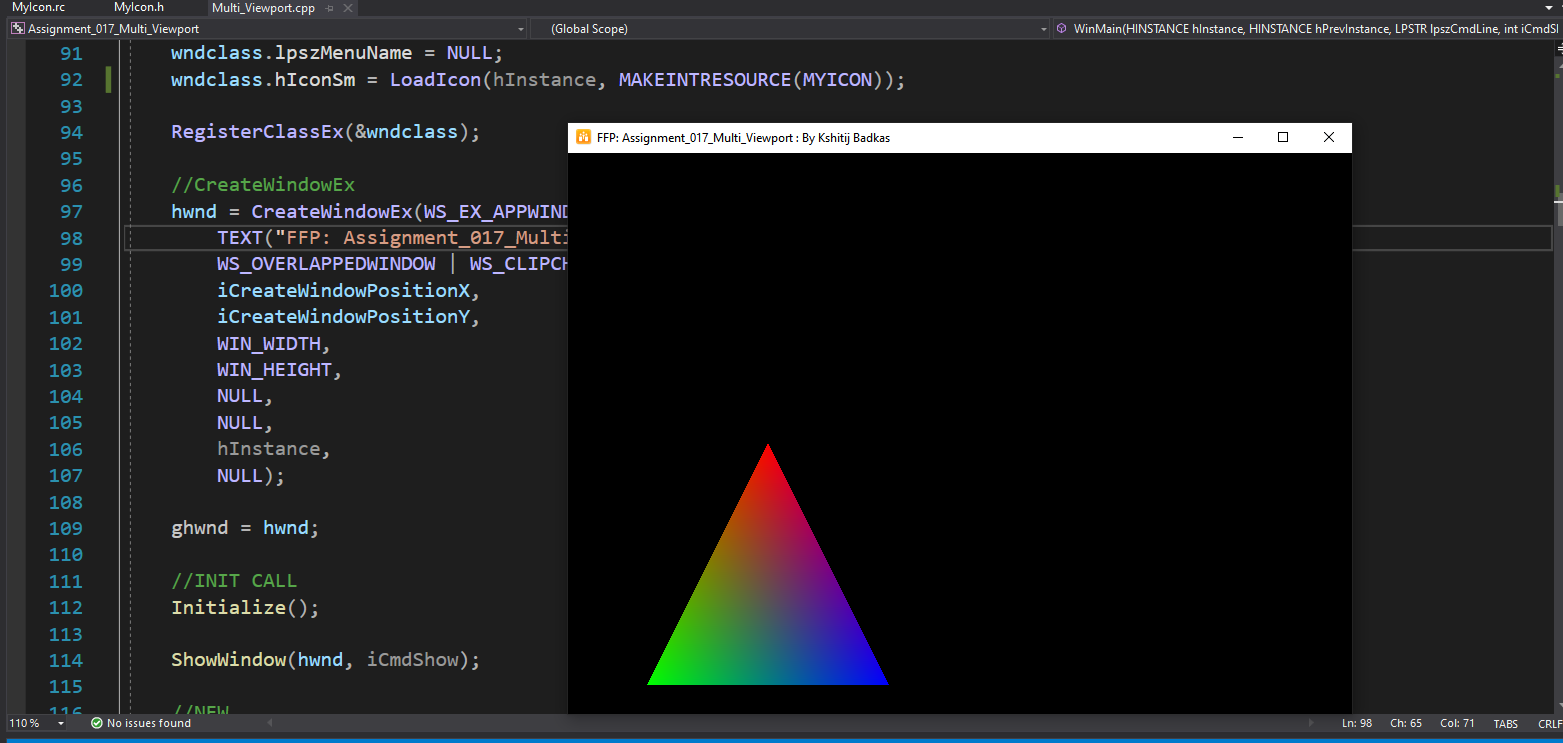 MyIcon.rc MyIcon.h Multi_Viewport.cpp
Assignment_017_Multi_Viewport (Global Scope) WinMain(HINSTANCE hInstance, HINSTANCE hPrevInstance, LPSTR lpszCmdLine, int iCmdSl
91 wndclass.lpszMenuName = NULL;
92 wndclass.hIconSm = LoadIcon(hInstance, MAKEINTRESOURCE(MYICON));
93
94 RegisterClassEx(&wndclass);
95
96 //CreateWindowEx
97 hwnd = CreateWindowEx(WS_EX_APPWIND
98 TEXT("FFP: Assignment_017_Multi
99 WS_OVERLAPPEDWINDOW | WS_CLIPCH
100 iCreateWindowPositionX,
101 iCreateWindowPositionY,
102 WIN_WIDTH,
103 WIN_HEIGHT,
104 NULL,
105 NULL,
106 hInstance,
107 NULL);
108
109 ghwnd = hwnd;
110
111 //INIT CALL
112 Initialize();
113
114 ShowWindow(hwnd, iCmdShow);
115
116 //NEW
FFP: Assignment_017_Multi_Viewport : By Kshitij Badkas
110 % No issues found Ln: 98 Ch: 65 Col: 71 TABS CRLF